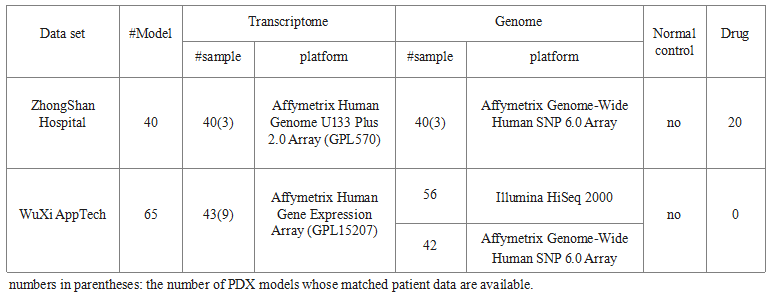 Data set #Model Transcriptome Genome Normal control Drug
#sample platform #sample platform
ZhongShan Hospital 40 40(3) Affymetrix Human Genome U133 Plus 2.0 Array (GPL570) 40(3) Affymetrix Genome-Wide Human SNP 6.0 Array no 20
WuXi AppTech 65 43(9) Affymetrix Human Gene Expression Array (GPL15207) 56 Illumina HiSeq 2000 no 0
42 Affymetrix Genome-Wide Human SNP 6.0 Array
numbers in parentheses: the number of PDX models whose matched patient data are available.